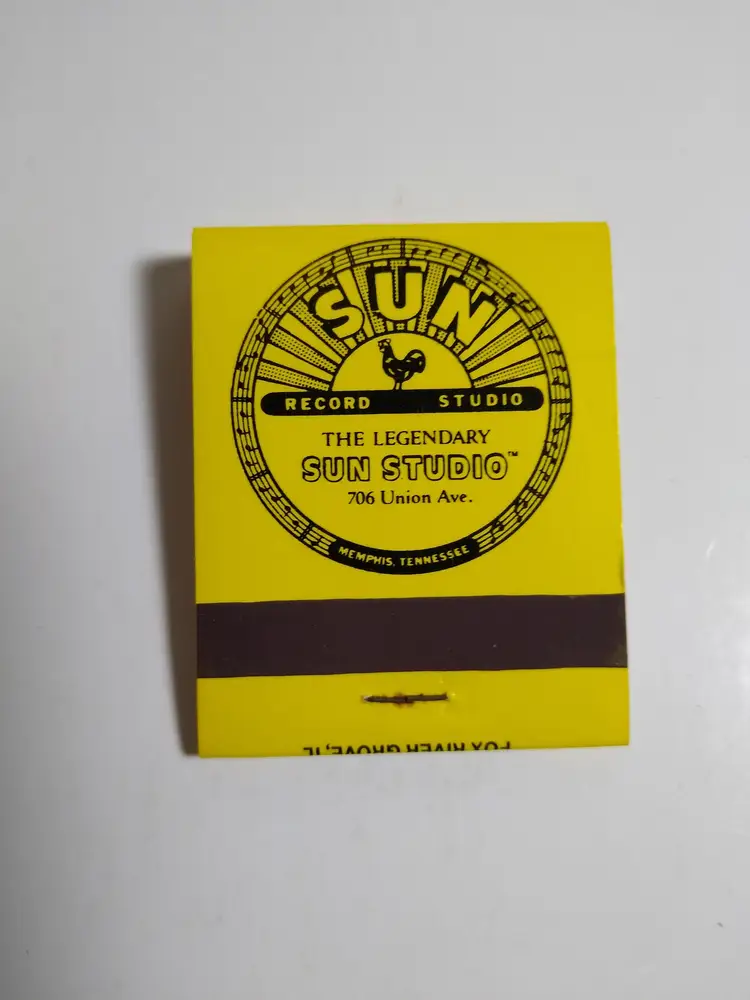 SUN
RECORD STUDIO
THE LEGENDARY
SUN STUDIO™
706 Union Ave.
MEMPHIS, TENNESSEE
FOX RIVER GROVE, IL